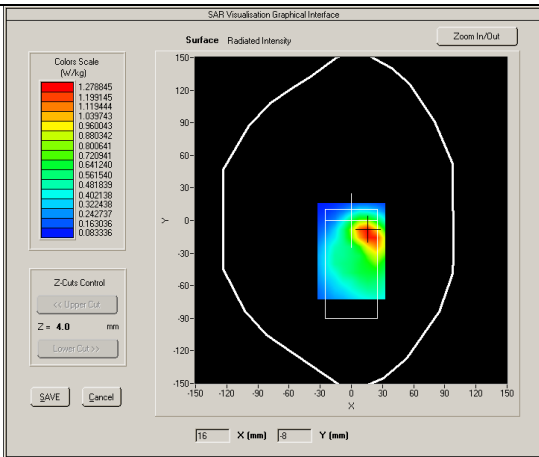 SAR Visualisation Graphical Interface
Surface Radiated Intensity
Zoom In/Out
Colors Scale
(W/kg)
1.278845
1.199145
1.119444
1.039743
0.960043
0.880342
0.800641
0.720941
0.641240
0.561540
0.481839
0.402138
0.322438
0.242737
0.163036
0.083336
Z-Cuts Control
<< Upper Cut
Z = 4.0 mm
Lower Cut >>
SAVE Cancel
150
120
90
60
30
0
-30
-60
-90
-120
-150
Y
-150 -120 -90 -60 -30 0 30 60 90 120 150
X
16 X (mm) -8 Y (mm)